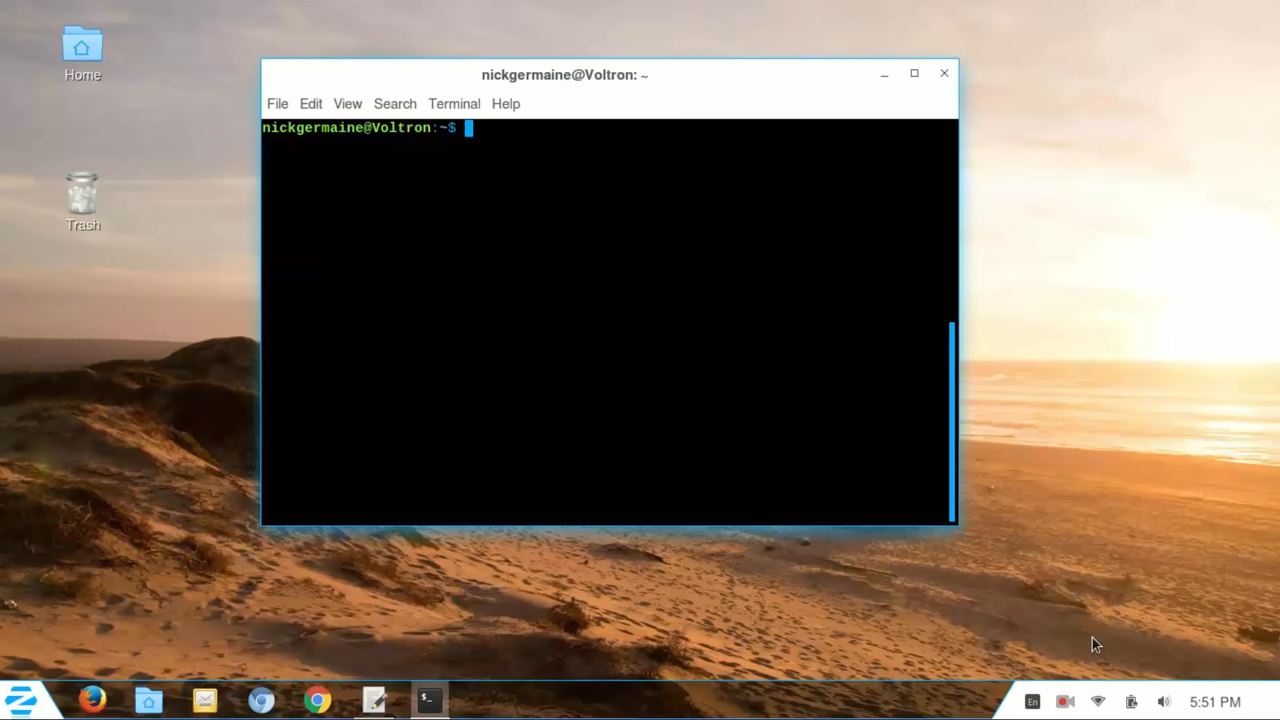 Home
Trash
nickgermaine@Voltron: ~
File Edit View Search Terminal Help
nickgermaine@Voltron:~$
$_
En
5:51 PM